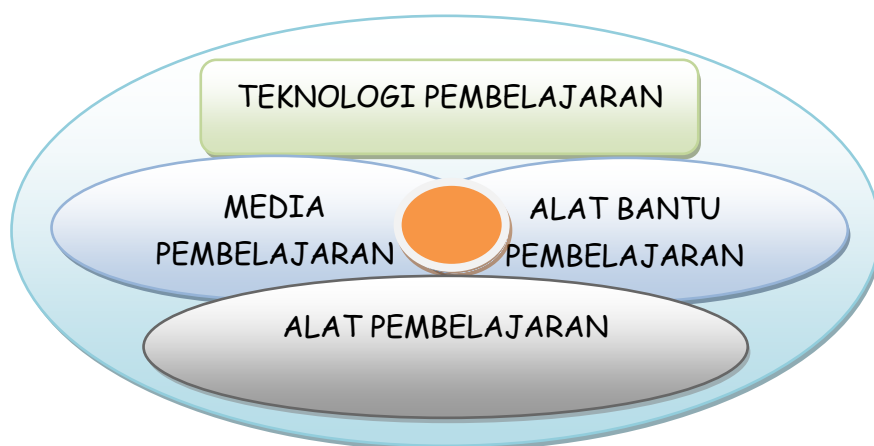 TEKNOLOGI PEMBELAJARAN
MEDIA
PEMBELAJARAN
ALAT BANTU
PEMBELAJARAN
ALAT PEMBELAJARAN